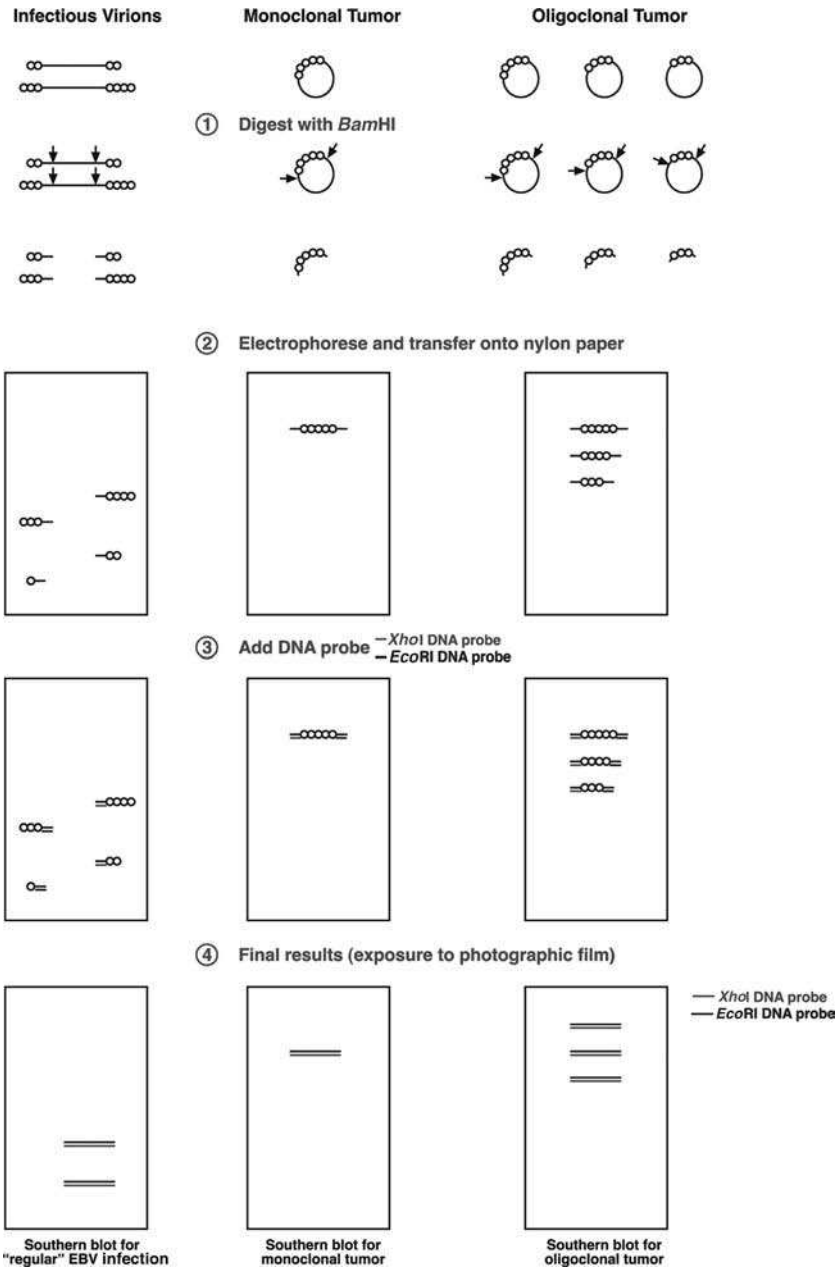 Infectious Virions
Monoclonal Tumor
Oligoclonal Tumor
1 Digest with BamHI
2 Electrophorese and transfer onto nylon paper
3 Add DNA probe
XhoI DNA probe
EcoRI DNA probe
4 Final results (exposure to photographic film)
XhoI DNA probe
EcoRI DNA probe
Southern blot for
"regular" EBV infection
Southern blot for
monoclonal tumor
Southern blot for
oligoclonal tumor